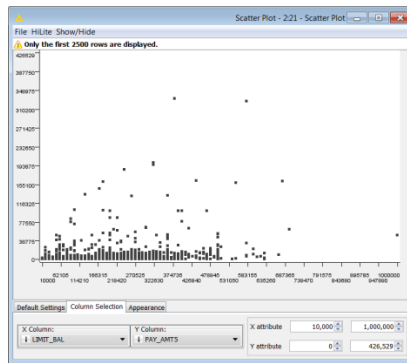 Scatter Plot - 2:21 - Scatter Plot
File HiLite Show/Hide
Only the first 2500 rows are displayed.
426529
387750
348975
310200
271425
232650
193875
155100
116325
77550
38775
0
62105 166315 270525 374735 478940 583155 687365 791575 895785 1000000
10000 114210 218420 322630 426840 531050 635260 739470 843680 947890
Default Settings Column Selection Appearance
X Column: Y Column:
LIMIT_BAL PAY_AMT5
X attribute 10,000 1,000,000
Y attribute 0 426,529